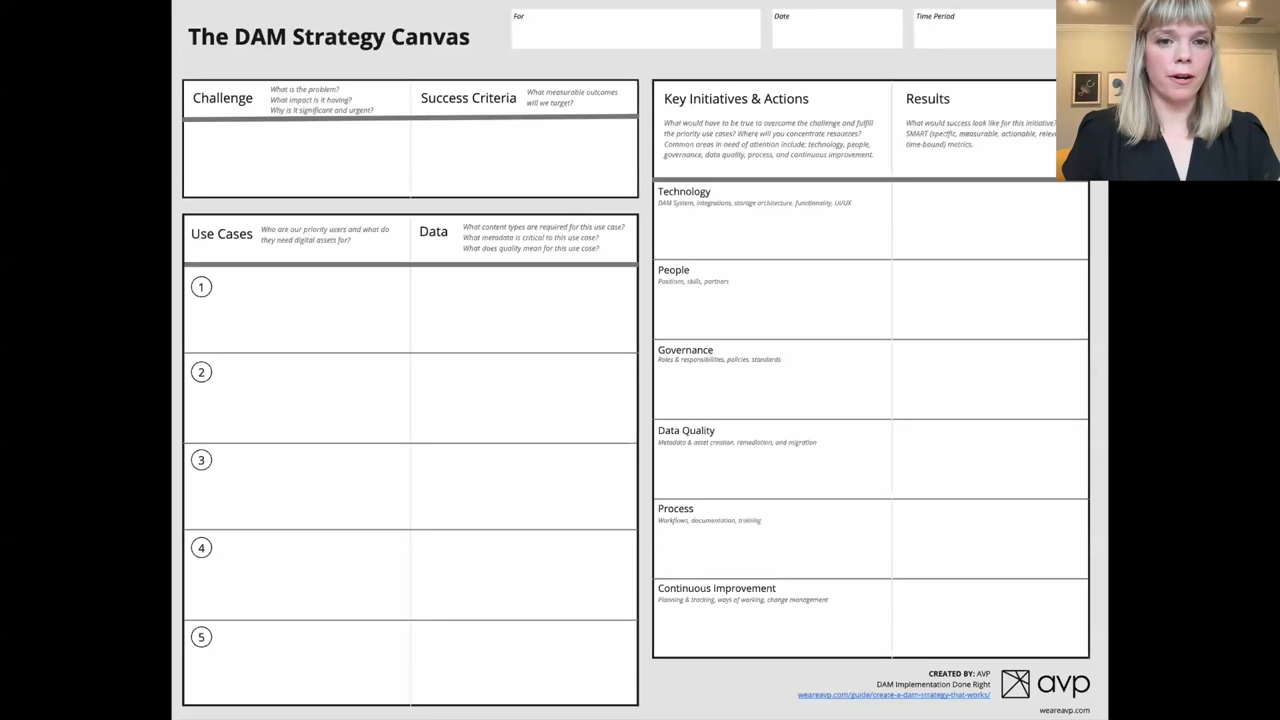 The DAM Strategy Canvas
For
Date
Time Period
Challenge
What is the problem?
What impact is it having?
Why is it significant and urgent?
Success Criteria
What measurable outcomes
will we target?
Use Cases
Who are our priority users and what do
they need digital assets for?
Data
What content types are required for this use case?
What metadata is critical to this use case?
What does quality mean for this use case?
1
2
3
4
5
Key Initiatives & Actions
What would have to be true to overcome the challenge and fulfill
the priority use cases? Where will you concentrate resources?
Common areas in need of attention include: technology, people,
governance, data quality, process, and continuous improvement.
Results
What would success look like for this initiative?
SMART (specific, measurable, actionable,
time-bound) metrics.
Technology
DAM System, integrations, storage architecture, functionality, UI/UX
People
Positions, skills, partners
Governance
Roles & responsibilities, policies, standards
Data Quality
Metadata & asset creation, remediation, and migration
Process
Workflows, documentation, training
Continuous Improvement
Planning & tracking, ways of working, change management
CREATED BY: AVP
DAM Implementation Done Right
weareavp.com/guide/create-a-dam-strategy-that-works/
avp
weareavp.com